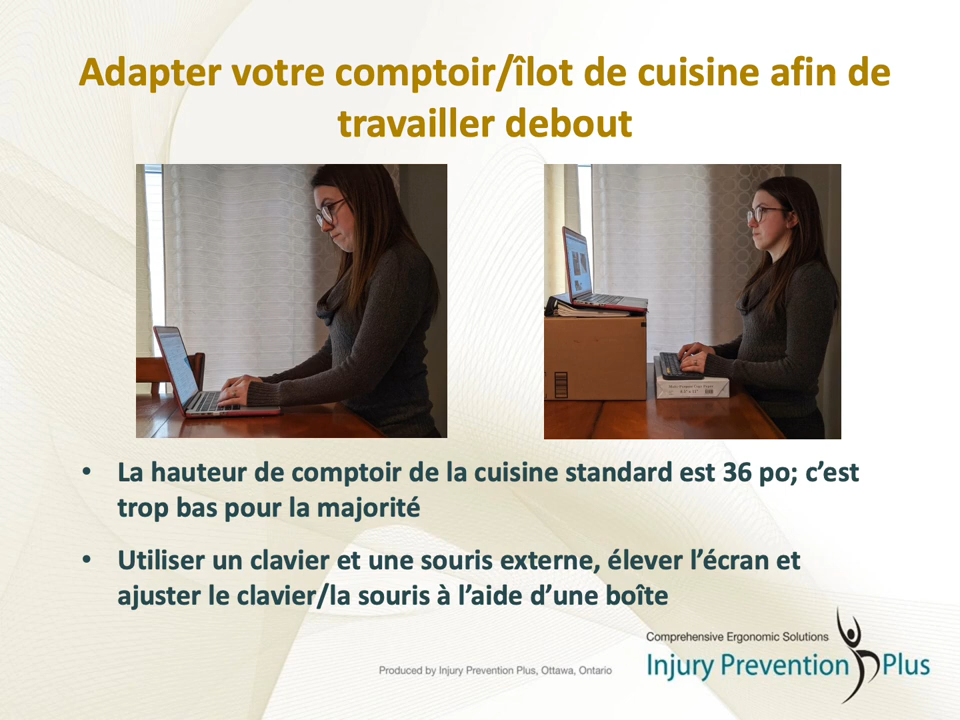 Adapter votre comptoir/îlot de cuisine afin de
travailler debout
• La hauteur de comptoir de la cuisine standard est 36 po; c’est
trop bas pour la majorité
• Utiliser un clavier et une souris externe, élever l’écran et
ajuster le clavier/la souris à l’aide d’une boîte
Comprehensive Ergonomic Solutions
Injury Prevention Plus
Produced by Injury Prevention Plus, Ottawa, Ontario